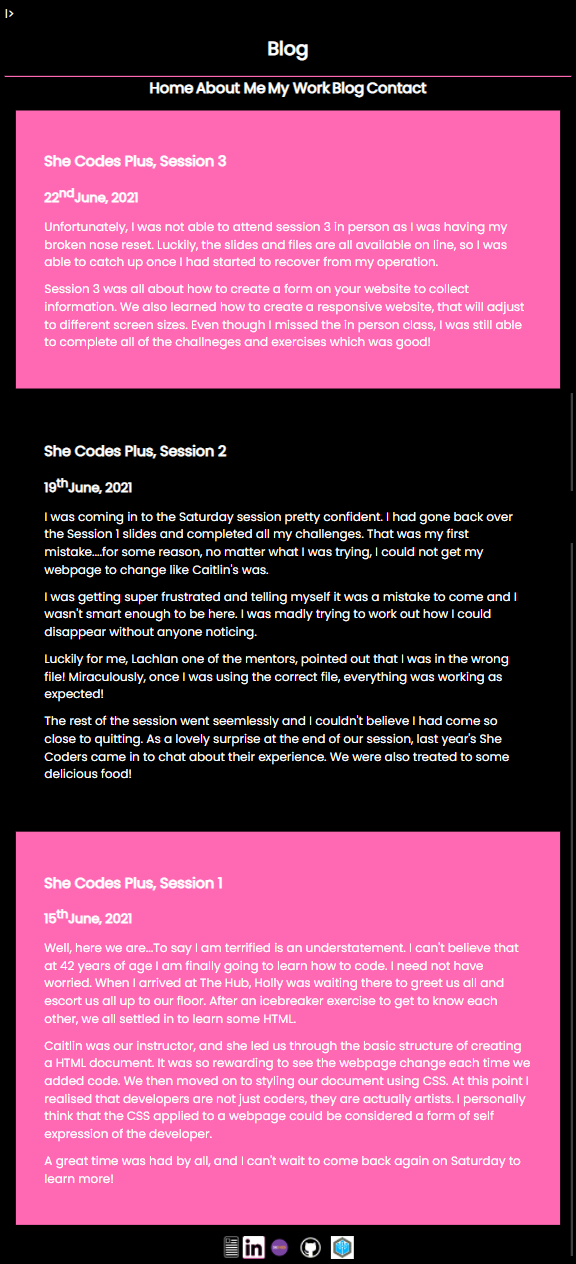 |>
Blog
Home About Me My Work Blog Contact
She Codes Plus, Session 3
22nd June, 2021
Unfortunately, I was not able to attend session 3 in person as I was having my
broken nose reset. Luckily, the slides and files are all available on line, so I was
able to catch up once I had started to recover from my operation.
Session 3 was all about how to create a form on your website to collect
information. We also learned how to create a responsive website, that will adjust
to different screen sizes. Even though I missed the in person class, I was still able
to complete all of the challneges and exercises which was good!
She Codes Plus, Session 2
19th June, 2021
I was coming in to the Saturday session pretty confident. I had gone back over
the Session 1 slides and completed all my challenges. That was my first
mistake....for some reason, no matter what I was trying, I could not get my
webpage to change like Caitlin's was.
I was getting super frustrated and telling myself it was a mistake to come and I
wasn't smart enough to be here. I was madly trying to work out how I could
disappear without anyone noticing.
Luckily for me, Lachlan one of the mentors, pointed out that I was in the wrong
file! Miraculously, once I was using the correct file, everything was working as
expected!
The rest of the session went seemlessly and I couldn't believe I had come so
close to quitting. As a lovely surprise at the end of our session, last year's She
Coders came in to chat about their experience. We were also treated to some
delicious food!
She Codes Plus, Session 1
15th June, 2021
Well, here we are...To say I am terrified is an understatement. I can't believe that
at 42 years of age I am finally going to learn how to code. I need not have
worried. When I arrived at The Hub, Holly was waiting there to greet us all and
escort us all up to our floor. After an icebreaker exercise to get to know each
other, we all settled in to learn some HTML.
Caitlin was our instructor, and she led us through the basic structure of creating
a HTML document. It was so rewarding to see the webpage change each time we
added code. We then moved on to styling our document using CSS. At this point I
realised that developers are not just coders, they are actually artists. I personally
think that the CSS applied to a webpage could be considered a form of self
expression of the developer.
A great time was had by all, and I can't wait to come back again on Saturday to
learn more!
in